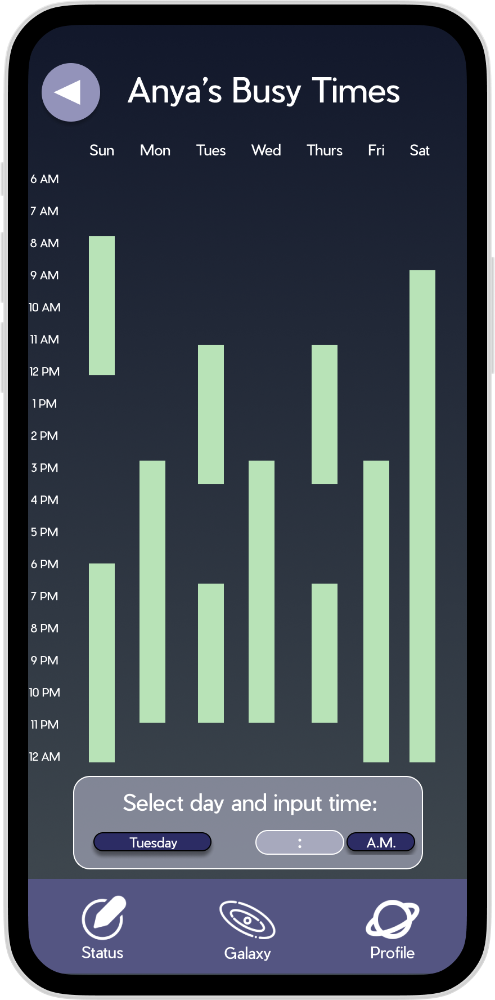 Anya’s Busy Times
Sun Mon Tues Wed Thurs Fri Sat
6 AM
7 AM
8 AM
9 AM
10 AM
11 AM
12 PM
1 PM
2 PM
3 PM
4 PM
5 PM
6 PM
7 PM
8 PM
9 PM
10 PM
11 PM
12 AM
Select day and input time:
Tuesday : A.M.
Status Galaxy Profile